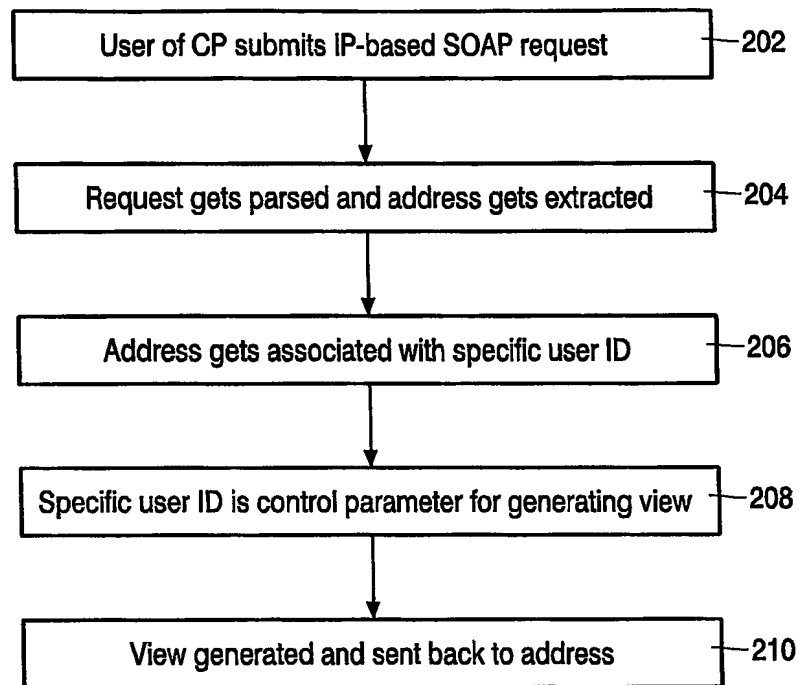 User of CP submits IP-based SOAP request 202
Request gets parsed and address gets extracted 204
Address gets associated with specific user ID 206
Specific user ID is control parameter for generating view 208
View generated and sent back to address 210